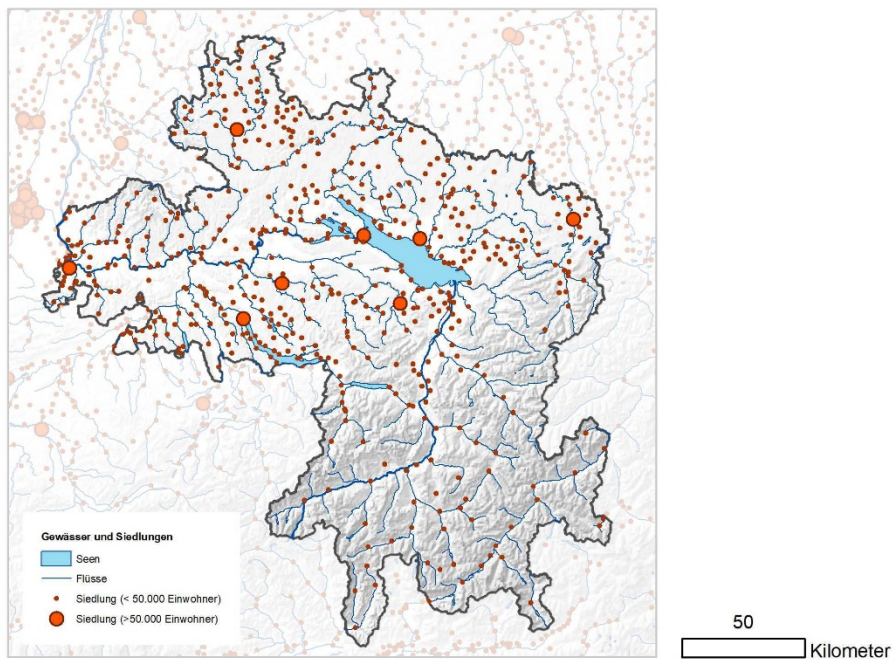 Gewässer und Siedlungen
Seen
Flüsse
Siedlung (< 50.000 Einwohner)
Siedlung (>50.000 Einwohner)
50
Kilometer